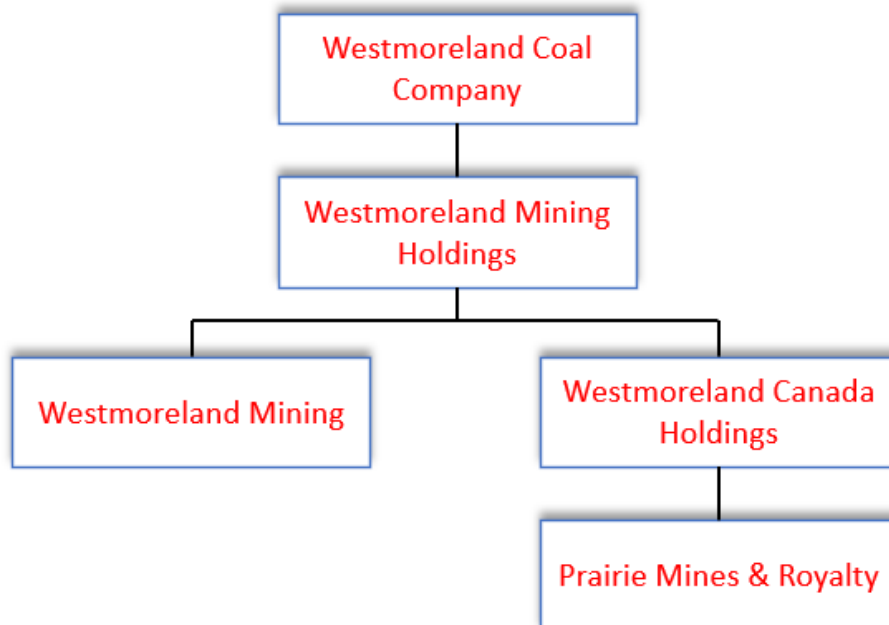 Westmoreland Coal
Company
Westmoreland Mining
Holdings
Westmoreland Mining
Westmoreland Canada
Holdings
Prairie Mines & Royalty